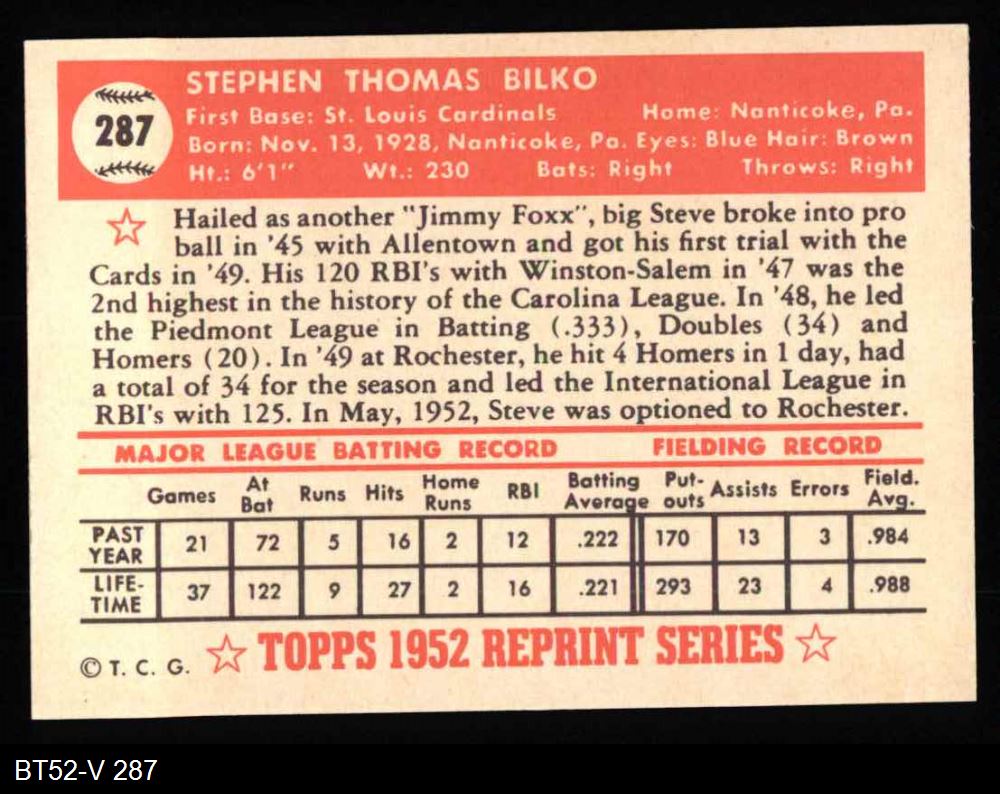 287
STEPHEN THOMAS BILKO
First Base: St. Louis Cardinals Home: Nanticoke, Pa.
Born: Nov. 13, 1928, Nanticoke, Pa. Eyes: Blue Hair: Brown
Ht.: 6'1" Wt.: 230 Bats: Right Throws: Right
Hailed as another "Jimmy Foxx", big Steve broke into pro
ball in '45 with Allentown and got his first trial with the
Cards in '49. His 120 RBI's with Winston-Salem in '47 was the
2nd highest in the history of the Carolina League. In '48, he led
the Piedmont League in Batting (.333), Doubles (34) and
Homers (20). In '49 at Rochester, he hit 4 Homers in 1 day, had
a total of 34 for the season and led the International League in
RBI's with 125. In May, 1952, Steve was optioned to Rochester.
MAJOR LEAGUE BATTING RECORD FIELDING RECORD
Games At Bat Runs Hits Home Runs RBI Batting Average Put-outs Assists Errors Field. Avg.
PAST YEAR 21 72 5 16 2 12 .222 170 13 3 .984
LIFE-TIME 37 122 9 27 2 16 .221 293 23 4 .988
© T. C. G. TOPPS 1952 REPRINT SERIES
BT52-V 287